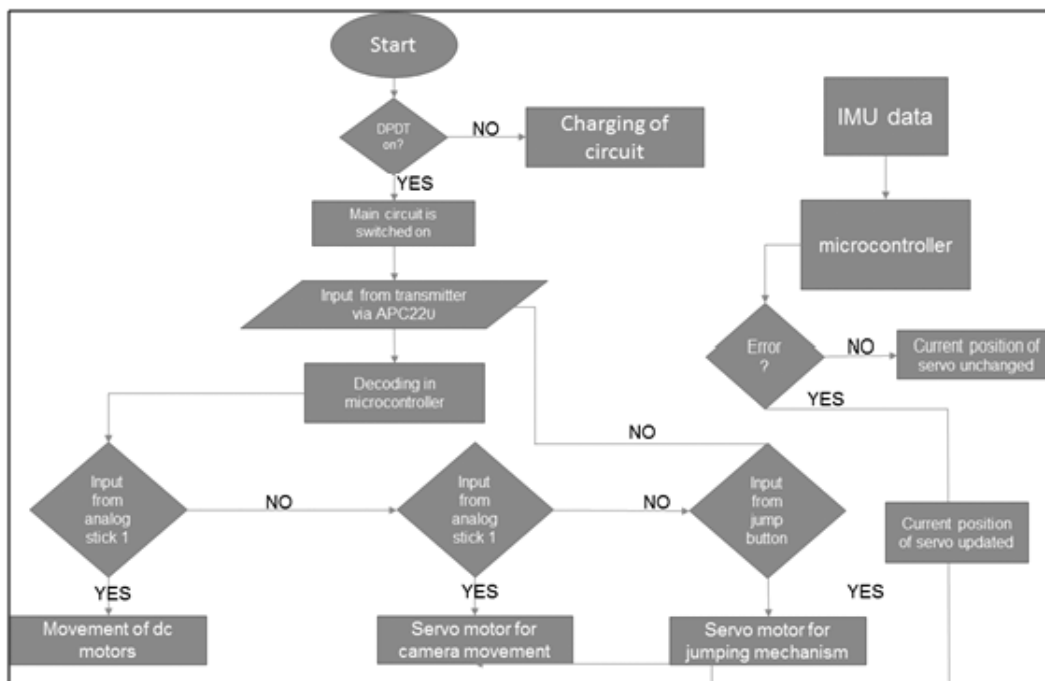 Start
DPDT
on?
NO
Charging of
circuit
YES
Main circuit is
switched on
Input from transmitter
via APC220
Decoding in
microcontroller
Input
from
analog
stick 1
NO
Input
from
analog
stick 1
NO
Input
from
jump
button
NO
YES
Movement of dc
motors
YES
Servo motor for
camera movement
YES
Servo motor for
jumping mechanism
IMU data
microcontroller
Error
?
NO
Current position of
servo unchanged
YES
Current position
of servo updated